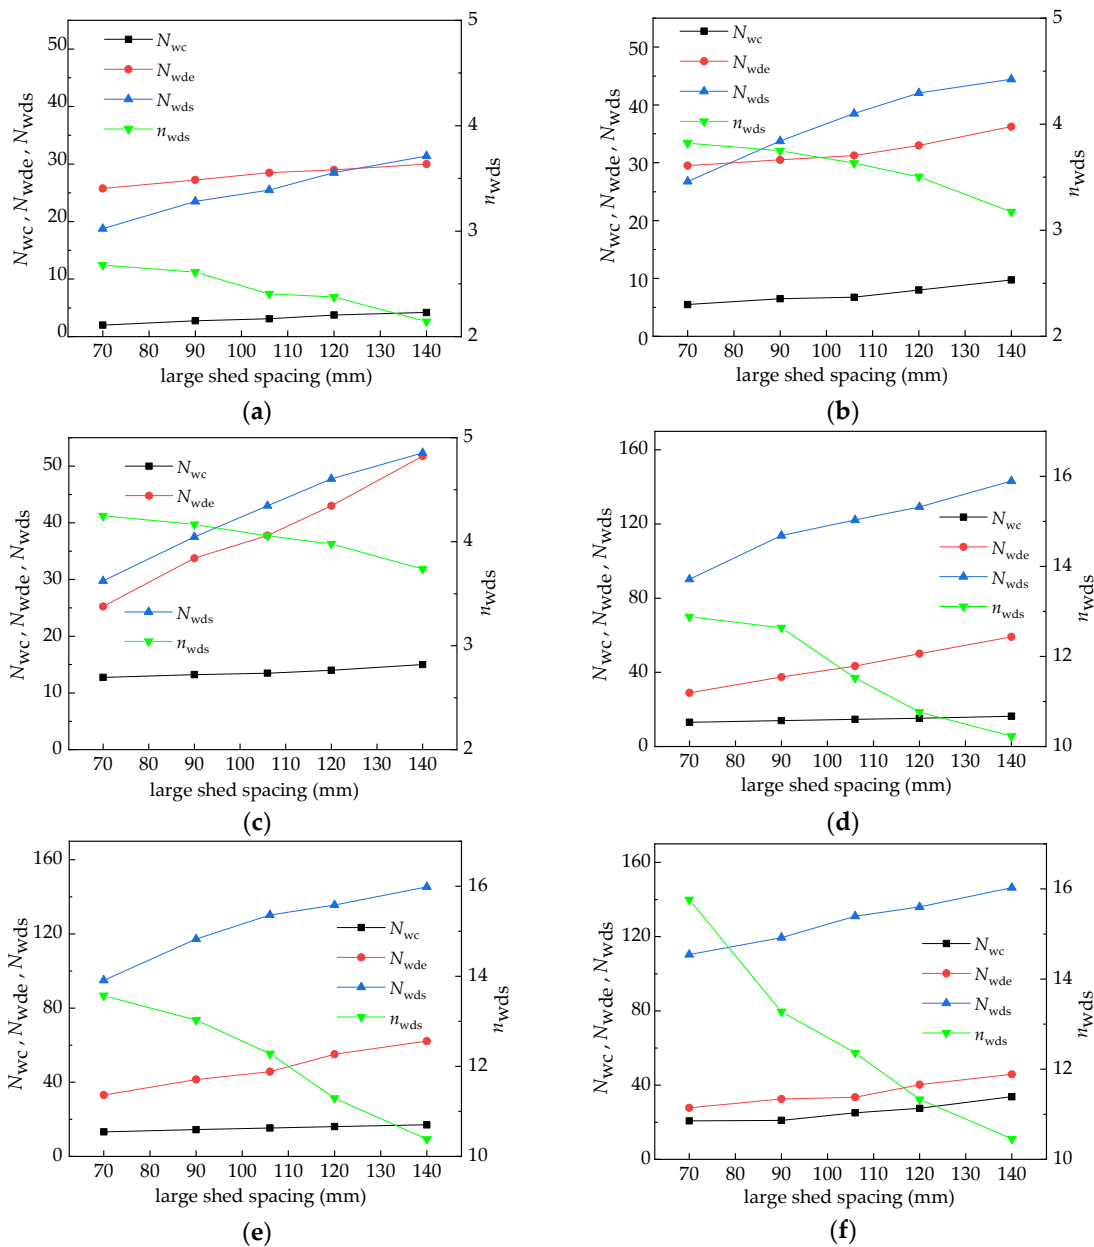 5
50
40
30
20
10
0
4
3
2
N_wc
N_wde
N_wds
n_wds
N_wc , N_wde , N_wds
n_wds
70 80 90 100 110 120 130 140
large shed spacing (mm)
(a)
5
50
40
30
20
10
0
4
3
2
N_wc
N_wde
N_wds
n_wds
N_wc , N_wde , N_wds
n_wds
70 80 90 100 110 120 130 140
large shed spacing (mm)
(b)
5
50
40
30
20
10
0
4
3
2
N_wc
N_wde
N_wds
n_wds
N_wc , N_wde , N_wds
n_wds
70 80 90 100 110 120 130 140
large shed spacing (mm)
(c)
160
120
80
40
0
16
14
12
10
N_wc
N_wde
N_wds
n_wds
N_wc , N_wde , N_wds
n_wds
70 80 90 100 110 120 130 140
large shed spacing (mm)
(d)
160
120
80
40
0
16
14
12
10
N_wc
N_wde
N_wds
n_wds
N_wc , N_wde , N_wds
n_wds
70 80 90 100 110 120 130 140
large shed spacing (mm)
(e)
160
120
80
40
0
16
14
12
10
N_wc
N_wde
N_wds
n_wds
N_wc , N_wde , N_wds
n_wds
70 80 90 100 110 120 130 140
large shed spacing (mm)
(f)